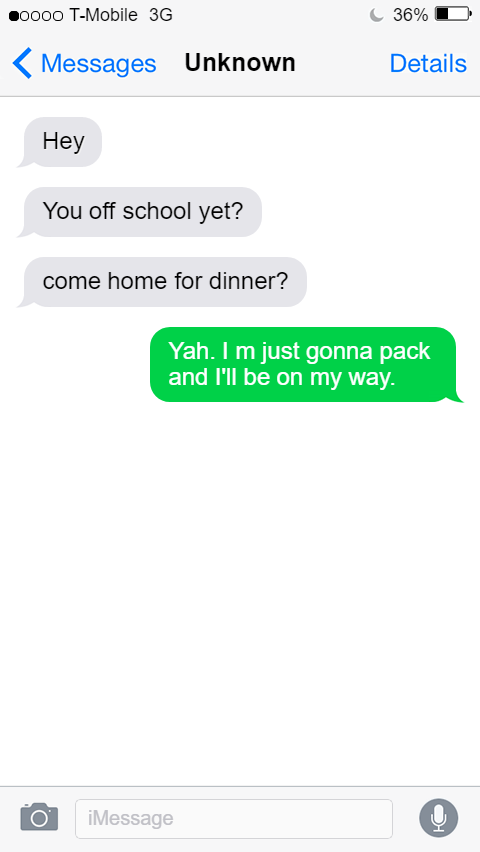 T-Mobile 3G 36%
Messages Unknown Details
Hey
You off school yet?
come home for dinner?
Yah. I m just gonna pack
and I'll be on my way.
iMessage